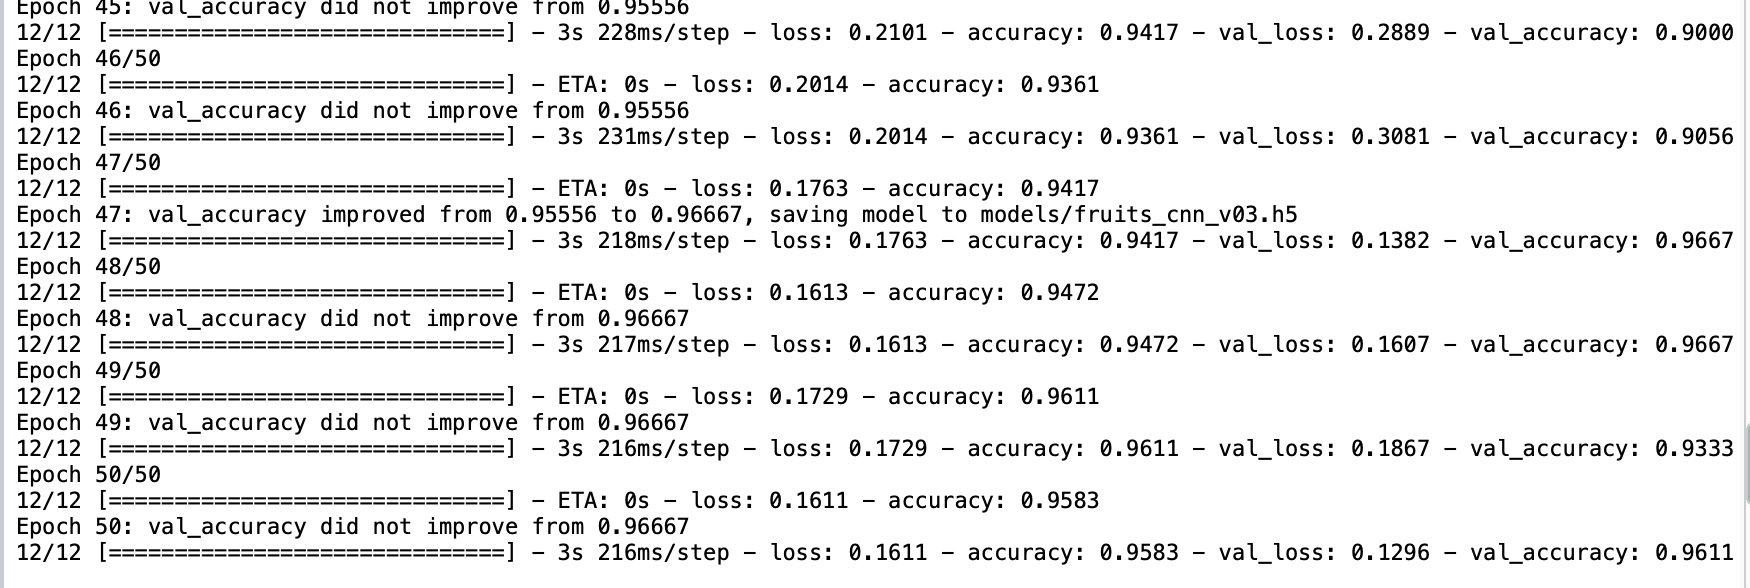 Epoch 45: val_accuracy did not improve from 0.95556
12/12 [==============================] - 3s 228ms/step - loss: 0.2101 - accuracy: 0.9417 - val_loss: 0.2889 - val_accuracy: 0.9000
Epoch 46/50
12/12 [==============================] - ETA: 0s - loss: 0.2014 - accuracy: 0.9361
Epoch 46: val_accuracy did not improve from 0.95556
12/12 [==============================] - 3s 231ms/step - loss: 0.2014 - accuracy: 0.9361 - val_loss: 0.3081 - val_accuracy: 0.9056
Epoch 47/50
12/12 [==============================] - ETA: 0s - loss: 0.1763 - accuracy: 0.9417
Epoch 47: val_accuracy improved from 0.95556 to 0.96667, saving model to models/fruits_cnn_v03.h5
12/12 [==============================] - 3s 218ms/step - loss: 0.1763 - accuracy: 0.9417 - val_loss: 0.1382 - val_accuracy: 0.9667
Epoch 48/50
12/12 [==============================] - ETA: 0s - loss: 0.1613 - accuracy: 0.9472
Epoch 48: val_accuracy did not improve from 0.96667
12/12 [==============================] - 3s 217ms/step - loss: 0.1613 - accuracy: 0.9472 - val_loss: 0.1607 - val_accuracy: 0.9667
Epoch 49/50
12/12 [==============================] - ETA: 0s - loss: 0.1729 - accuracy: 0.9611
Epoch 49: val_accuracy did not improve from 0.96667
12/12 [==============================] - 3s 216ms/step - loss: 0.1729 - accuracy: 0.9611 - val_loss: 0.1867 - val_accuracy: 0.9333
Epoch 50/50
12/12 [==============================] - ETA: 0s - loss: 0.1611 - accuracy: 0.9583
Epoch 50: val_accuracy did not improve from 0.96667
12/12 [==============================] - 3s 216ms/step - loss: 0.1611 - accuracy: 0.9583 - val_loss: 0.1296 - val_accuracy: 0.9611